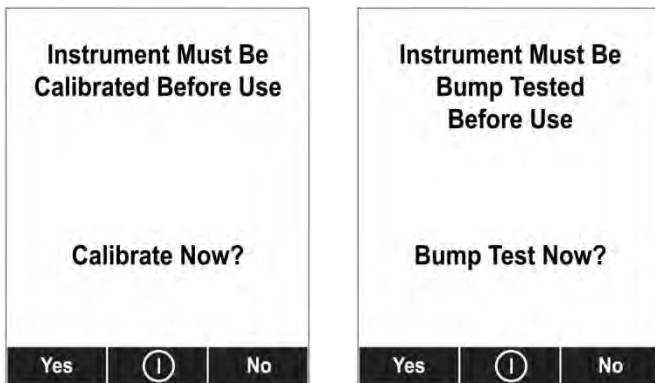 Instrument Must Be
Calibrated Before Use
Calibrate Now?
Yes
No
Instrument Must Be
Bump Tested
Before Use
Bump Test Now?
Yes
No